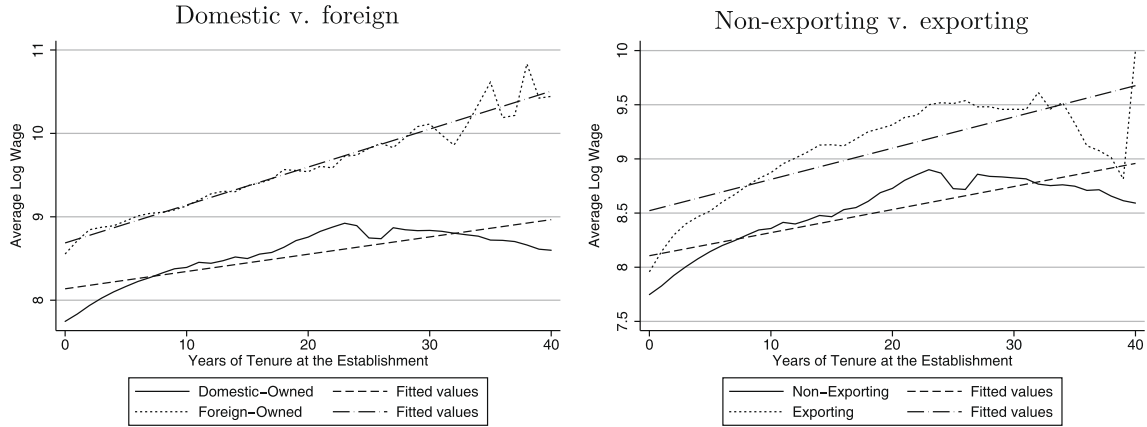 Domestic v. foreign
11
10
9
8
Average Log Wage
0 10 20 30 40
Years of Tenure at the Establishment
Domestic–Owned Fitted values
Foreign–Owned Fitted values
Non-exporting v. exporting
10
9.5
9
8.5
8
7.5
Average Log Wage
0 10 20 30 40
Years of Tenure at the Establishment
Non–Exporting Fitted values
Exporting Fitted values